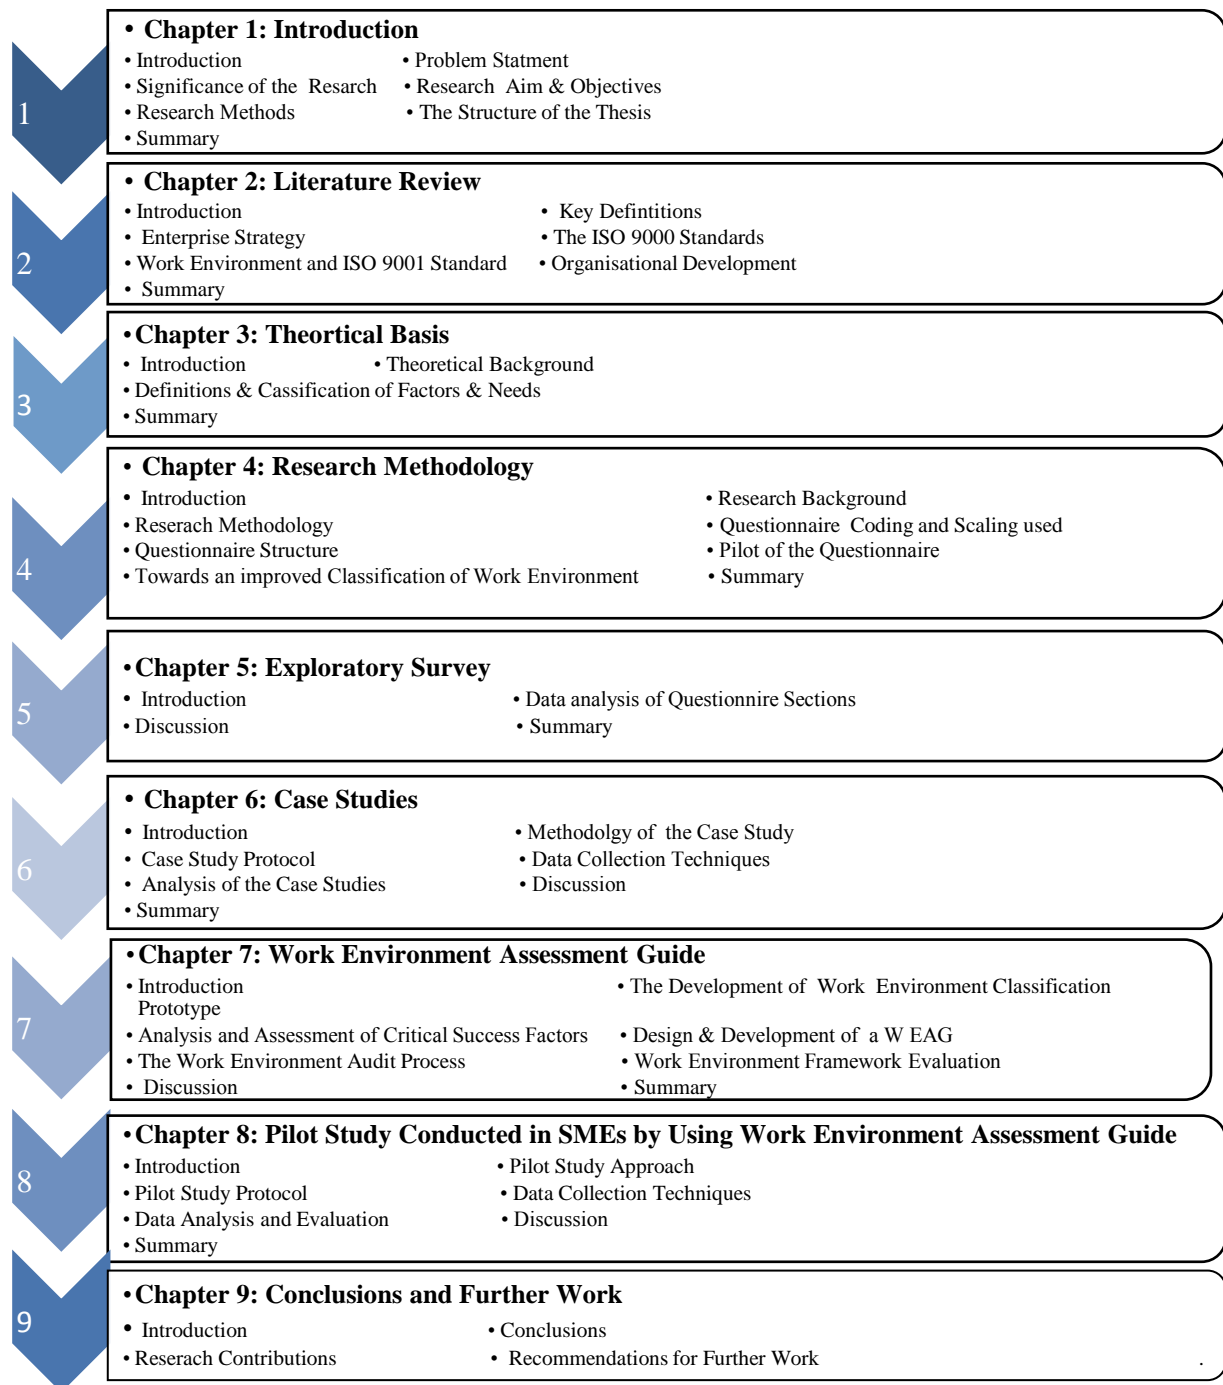 1
• Chapter 1: Introduction
• Introduction • Problem Statment
• Significance of the Resarch • Research Aim & Objectives
• Research Methods • The Structure of the Thesis
• Summary
2
• Chapter 2: Literature Review
• Introduction • Key Defintitions
• Enterprise Strategy • The ISO 9000 Standards
• Work Environment and ISO 9001 Standard • Organisational Development
• Summary
3
• Chapter 3: Theortical Basis
• Introduction • Theoretical Background
• Definitions & Cassification of Factors & Needs
• Summary
4
• Chapter 4: Research Methodology
• Introduction • Research Background
• Reserach Methodology • Questionnaire Coding and Scaling used
• Questionnaire Structure • Pilot of the Questionnaire
• Towards an improved Classification of Work Environment • Summary
5
• Chapter 5: Exploratory Survey
• Introduction • Data analysis of Questionnire Sections
• Discussion • Summary
6
• Chapter 6: Case Studies
• Introduction • Methodolgy of the Case Study
• Case Study Protocol • Data Collection Techniques
• Analysis of the Case Studies • Discussion
• Summary
7
• Chapter 7: Work Environment Assessment Guide
• Introduction • The Development of Work Environment Classification
Prototype
• Analysis and Assessment of Critical Success Factors • Design & Development of a W EAG
• The Work Environment Audit Process • Work Environment Framework Evaluation
• Discussion • Summary
8
• Chapter 8: Pilot Study Conducted in SMEs by Using Work Environment Assessment Guide
• Introduction • Pilot Study Approach
• Pilot Study Protocol • Data Collection Techniques
• Data Analysis and Evaluation • Discussion
• Summary
9
• Chapter 9: Conclusions and Further Work
• Introduction • Conclusions
• Reserach Contributions • Recommendations for Further Work .